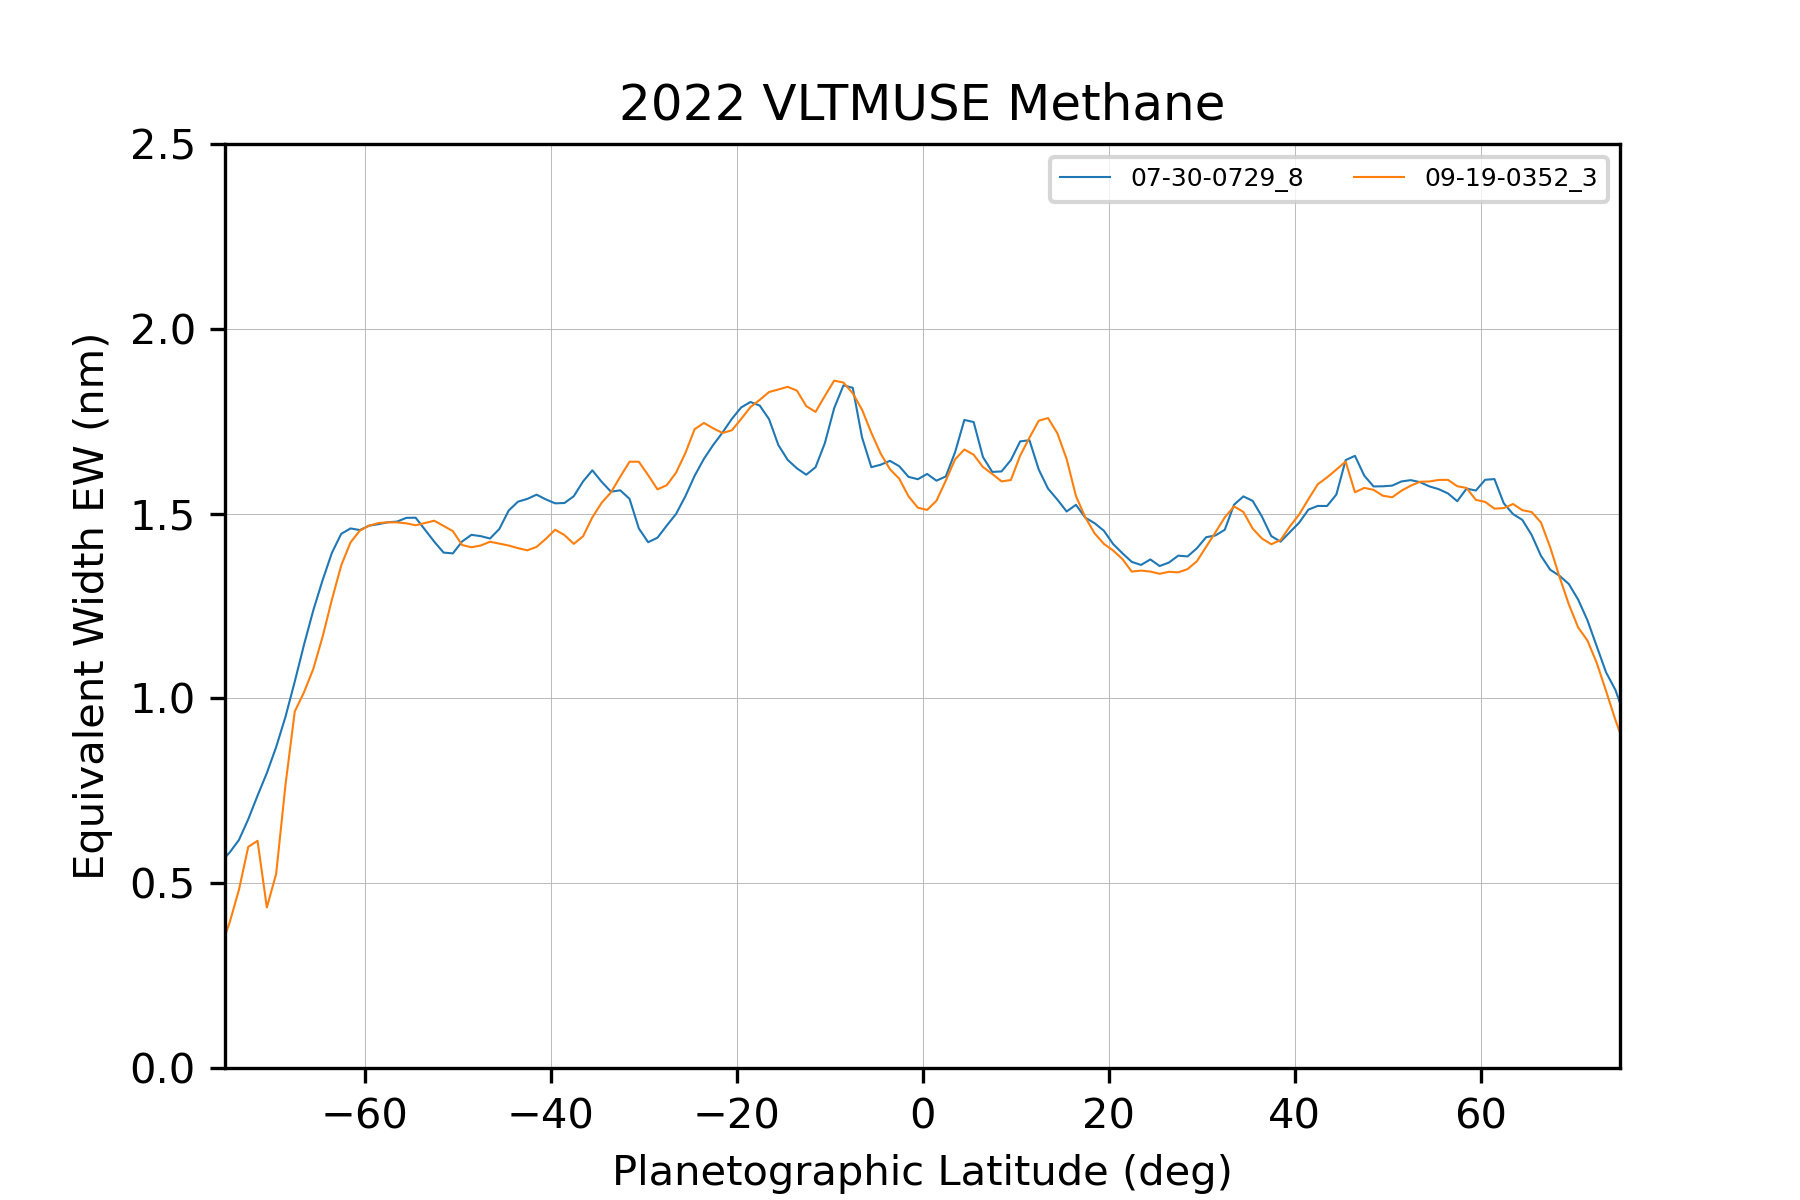 2022 VLTMUSE Methane
07-30-0729_8 09-19-0352_3
Equivalent Width EW (nm)
2.5
2.0
1.5
1.0
0.5
0.0
−60 −40 −20 0 20 40 60
Planetographic Latitude (deg)